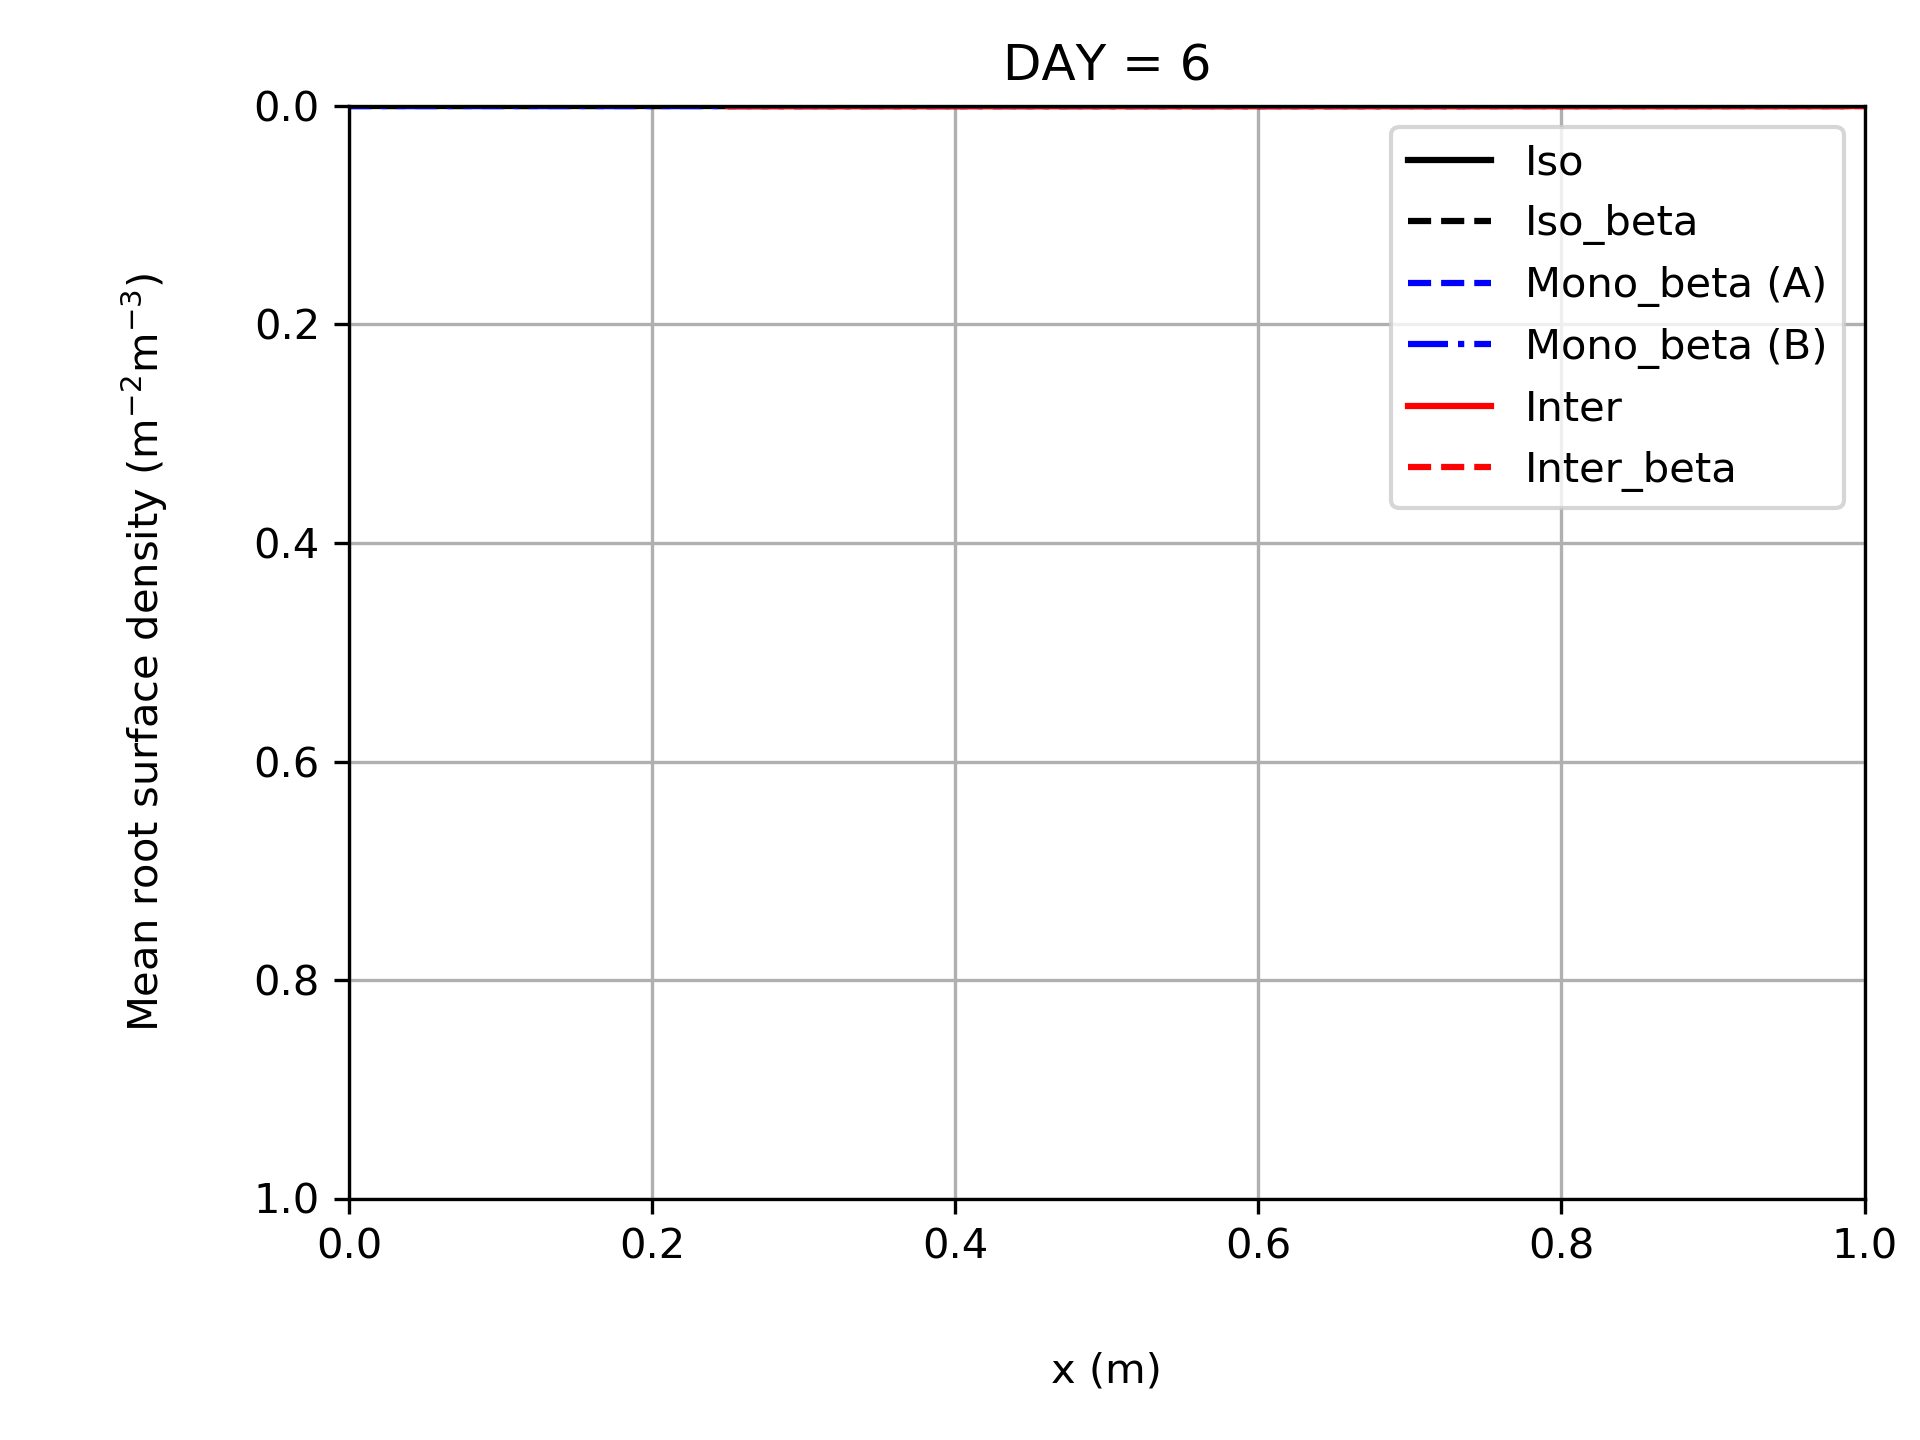 DAY = 6
Mean root surface density (m⁻²m⁻³)
0.0
0.2
0.4
0.6
0.8
1.0
Iso
Iso_beta
Mono_beta (A)
Mono_beta (B)
Inter
Inter_beta
0.0 0.2 0.4 0.6 0.8 1.0
x (m)